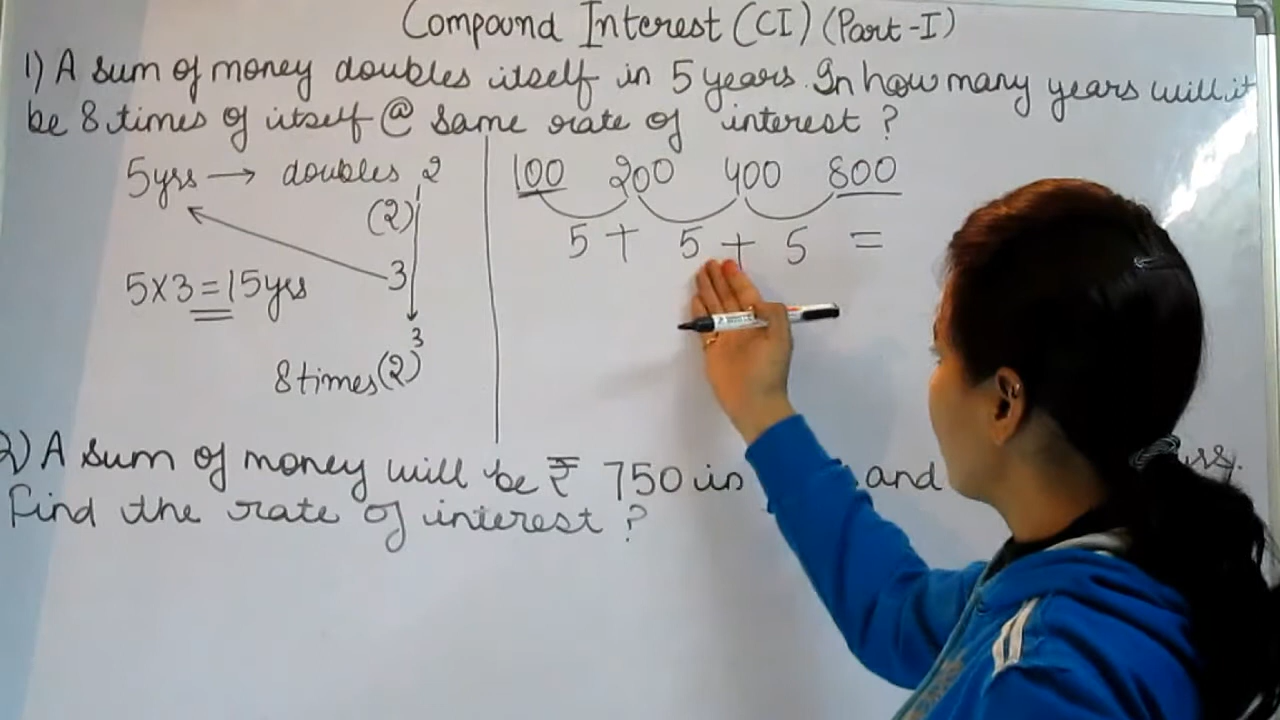 Compound Interest (CI) (Part-I)
1) A sum of money doubles itself in 5 years. In how many years will it
be 8 times of itself @ same rate of interest ?
5yrs → doubles 2
(2)
3
5×3=15yrs
8 times (2)³
100 200 400 800
5 + 5 + 5 =
2) A sum of money will be ₹ 750 in and
Find the rate of interest ?